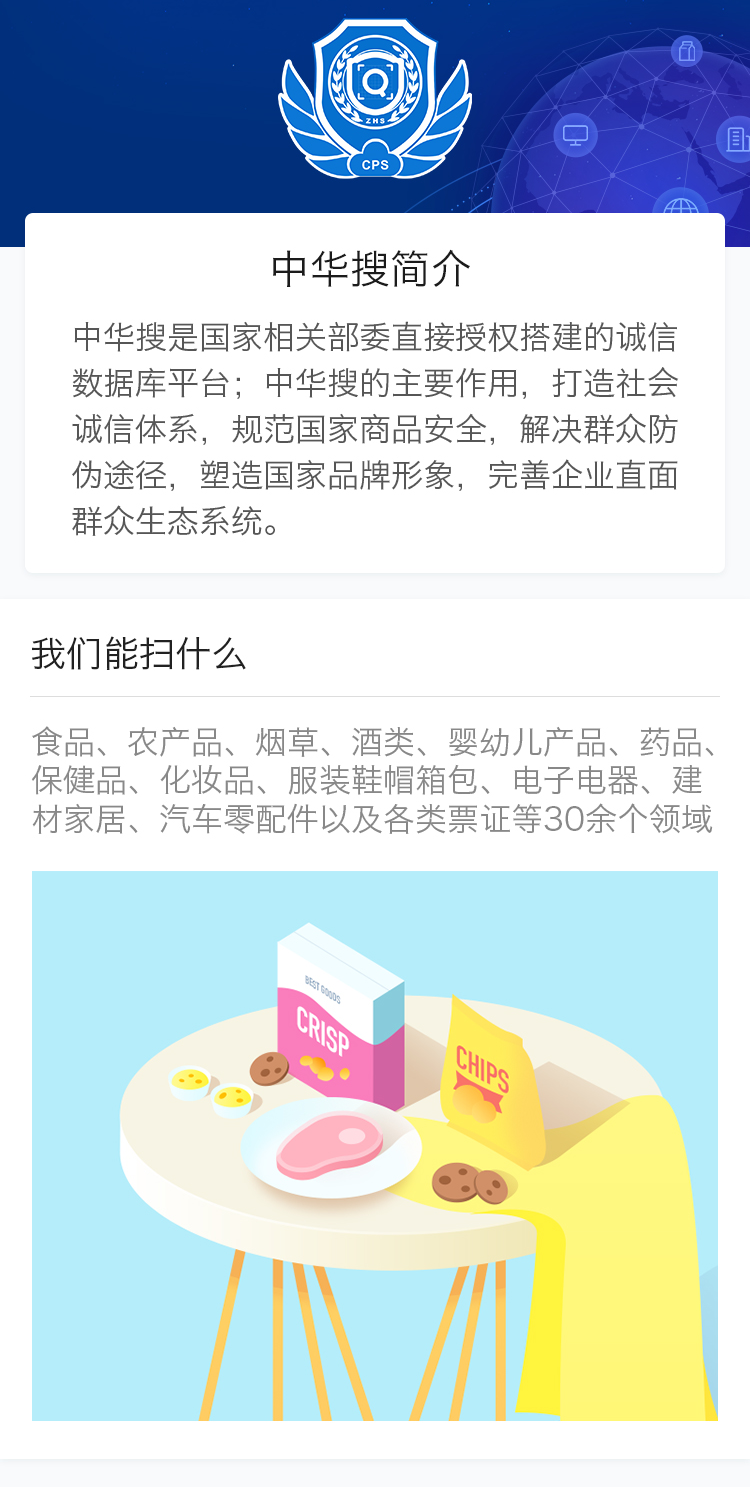 ZHS
CPS
中华搜简介
中华搜是国家相关部委直接授权搭建的诚信
数据库平台；中华搜的主要作用，打造社会
诚信体系，规范国家商品安全，解决群众防
伪途径，塑造国家品牌形象，完善企业直面
群众生态系统。
我们能扫什么
食品、农产品、烟草、酒类、婴幼儿产品、药品、
保健品、化妆品、服装鞋帽箱包、电子电器、建
材家居、汽车零配件以及各类票证等30余个领域
BEST GOODS
CRISP
CHIPS